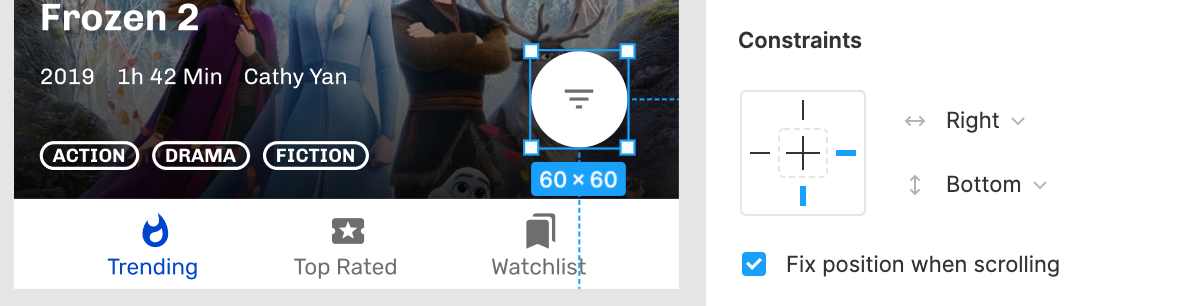 Frozen 2
2019 1h 42 Min Cathy Yan
ACTION DRAMA FICTION
60 × 60
Trending Top Rated Watchlist
Constraints
Right
Bottom
Fix position when scrolling